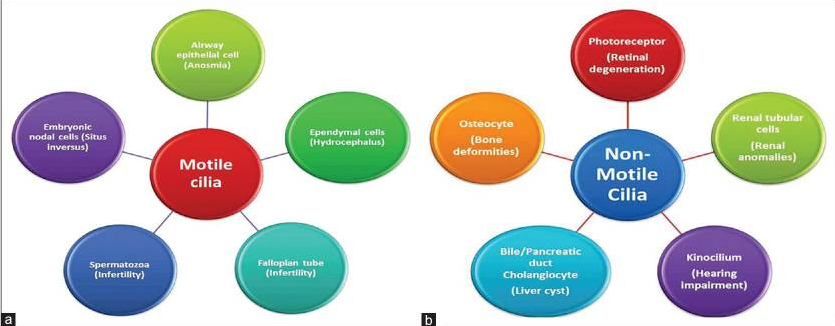 Airway
epithelial cell
(Anosmia)
Embryonic
nodal cells (Situs
inversus)
Ependymal cells
(Hydrocephalus)
Motile
cilia
Spermatozoa
(Infertility)
Falloplan tube
(Infertility)
a
Photoreceptor
(Retinal
degeneration)
Osteocyte
(Bone
deformities)
Renal tubular
cells
(Renal
anomalies)
Non-
Motile
Cilia
Bile/Pancreatic
duct
Cholangiocyte
(Liver cyst)
Kinocilium
(Hearing
impairment)
b